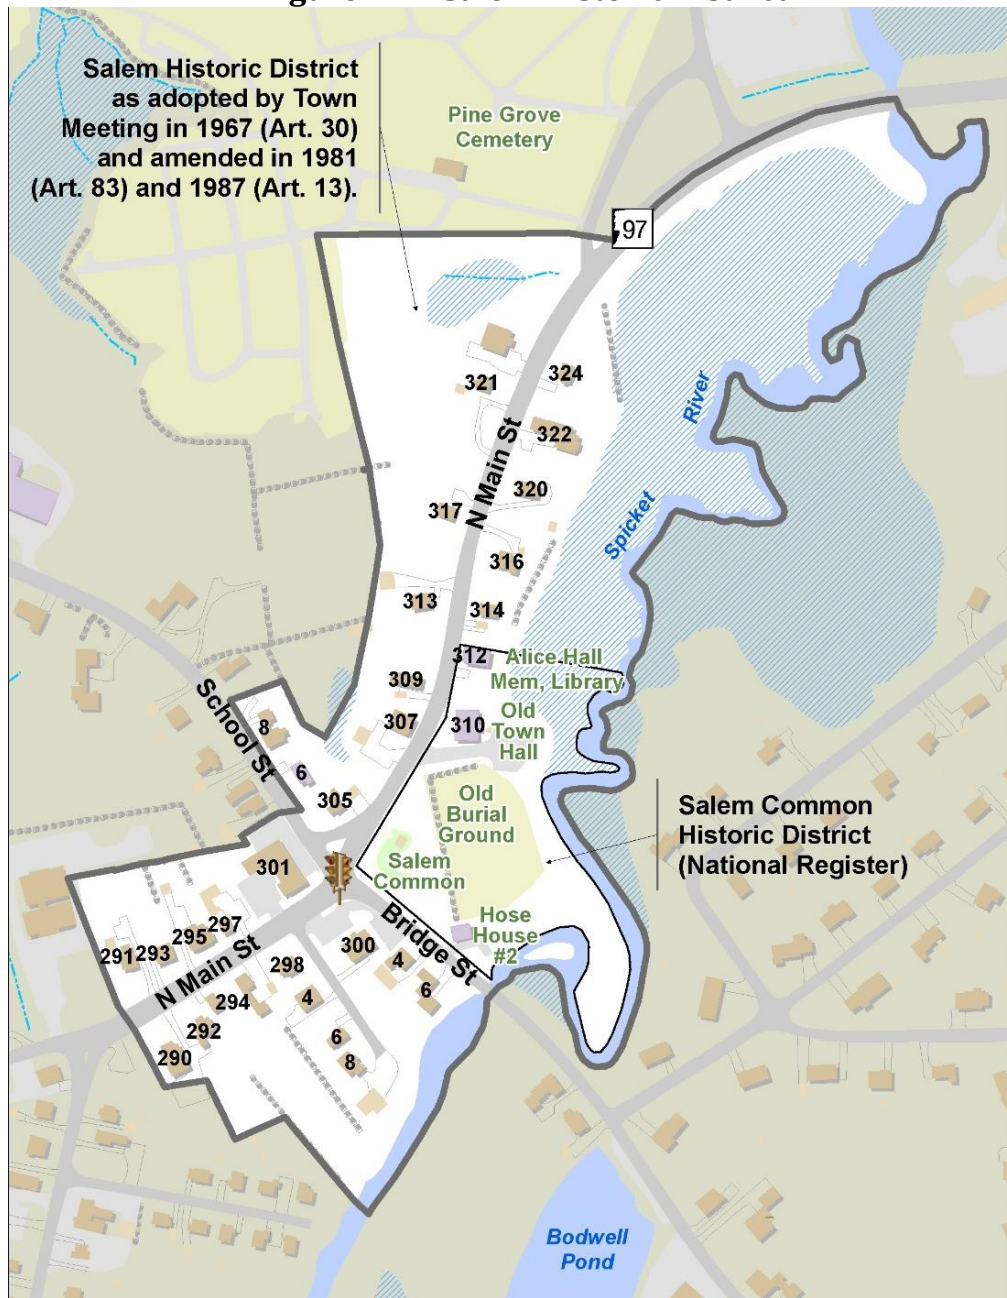 Salem Historic District
as adopted by Town
Meeting in 1967 (Art. 30)
and amended in 1981
(Art. 83) and 1987 (Art. 13).
Pine Grove
Cemetery
97
321
324
322
N Main St
320
317
316
313
314
River
Spicket
312
Alice Hall
Mem, Library
309
307
310
Old
Town
Hall
School St
8
6
305
Old
Burial
Ground
Salem Common
Historic District
(National Register)
301
Salem
Common
Bridge St
Hose
House
#2
291
293
295
297
N Main St
300
4
6
298
294
4
292
290
6
8
Bodwell
Pond